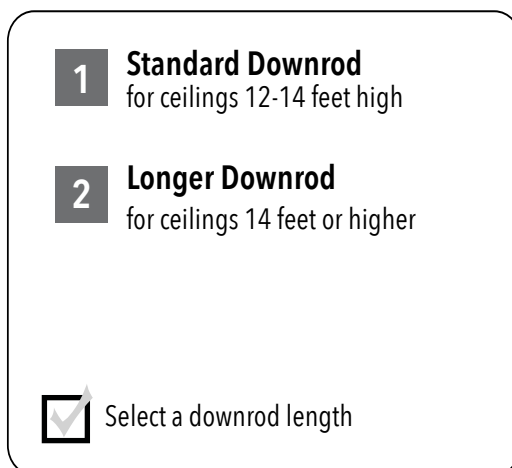 1 Standard Downrod
for ceilings 12-14 feet high
2 Longer Downrod
for ceilings 14 feet or higher
Select a downrod length